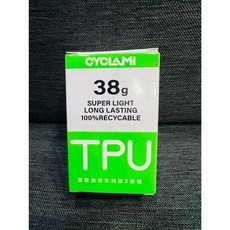 CYCLAMI
38g
SUPER LIGHT
LONG LASTING
100%RECYCABLE
TPU